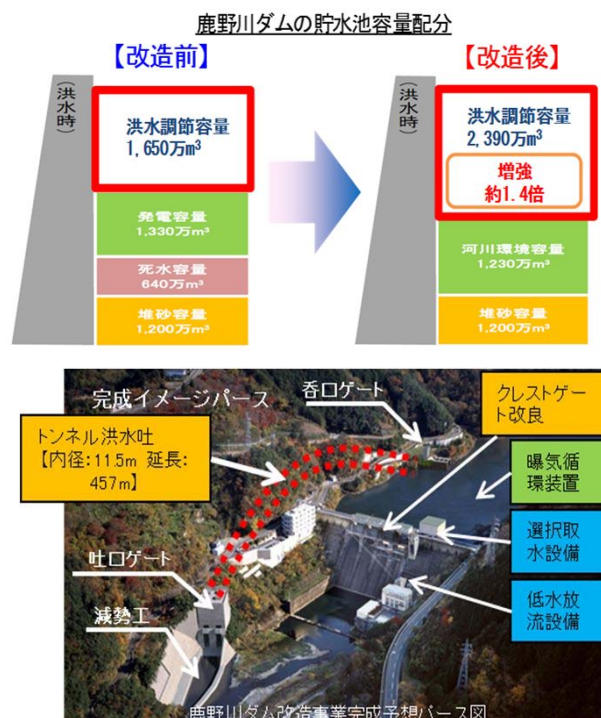 鹿野川ダムの貯水池容量配分
【改造前】
【改造後】
(洪水時)
洪水調節容量
1,650万m³
発電容量
1,330万m³
死水容量
640万m³
堆砂容量
1,200万m³
(洪水時)
洪水調節容量
2,390万m³
増強
約1.4倍
河川環境容量
1,230万m³
堆砂容量
1,200万m³
完成イメージパース
呑口ゲート
クレストゲー
ト改良
トンネル洪水吐
【内径:11.5m 延長:
457m】
曝気循
環装置
選択取
水設備
吐口ゲート
低水放
流設備
減勢工
鹿野川ダム改造事業完成予想パース図